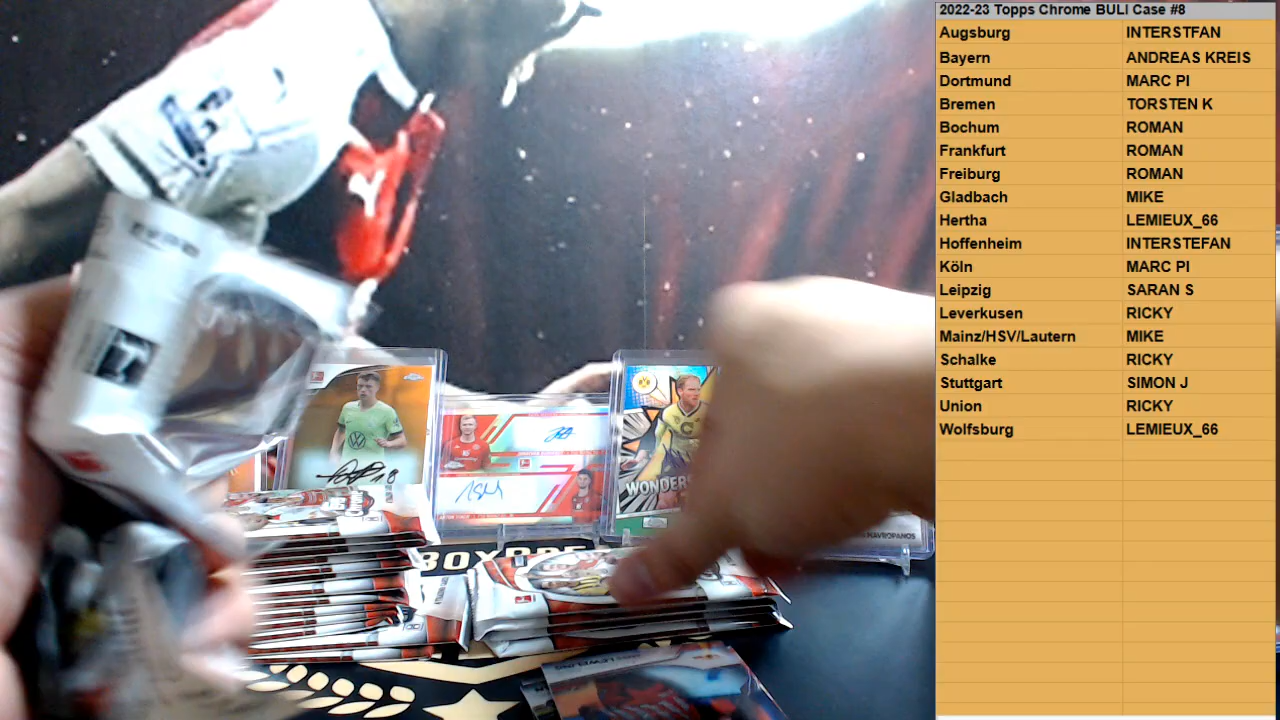 2022-23 Topps Chrome BULI Case #8
Augsburg INTERSTFAN
Bayern ANDREAS KREIS
Dortmund MARC PI
Bremen TORSTEN K
Bochum ROMAN
Frankfurt ROMAN
Freiburg ROMAN
Gladbach MIKE
Hertha LEMIEUX_66
Hoffenheim INTERSTEFAN
Köln MARC PI
Leipzig SARAN S
Leverkusen RICKY
Mainz/HSV/Lautern MIKE
Schalke RICKY
Stuttgart SIMON J
Union RICKY
Wolfsburg LEMIEUX_66
WONDERS
MAVROPANOS
BOXBRE